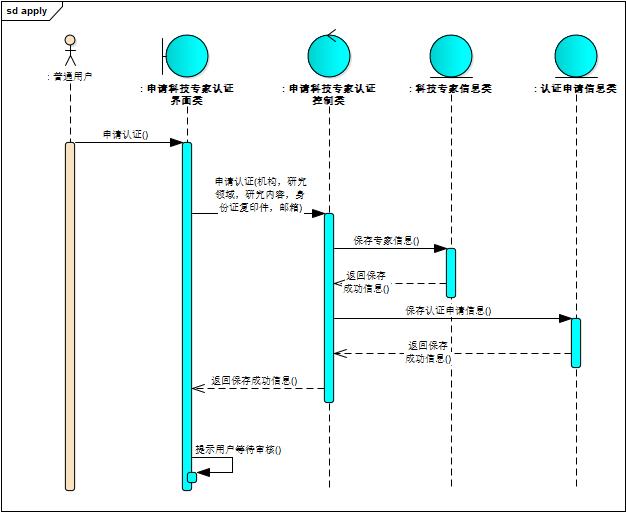 sd apply
: 普通用户
: 申请科技专家认证
界面类
: 申请科技专家认证
控制类
: 科技专家信息类
: 认证申请信息类
申请认证()
申请认证(机构，研究
领域，研究内容，身
份证复印件，邮箱)
保存专家信息()
返回保存
成功信息()
保存认证申请信息()
返回保存
成功信息()
返回保存成功信息()
提示用户等待审核()